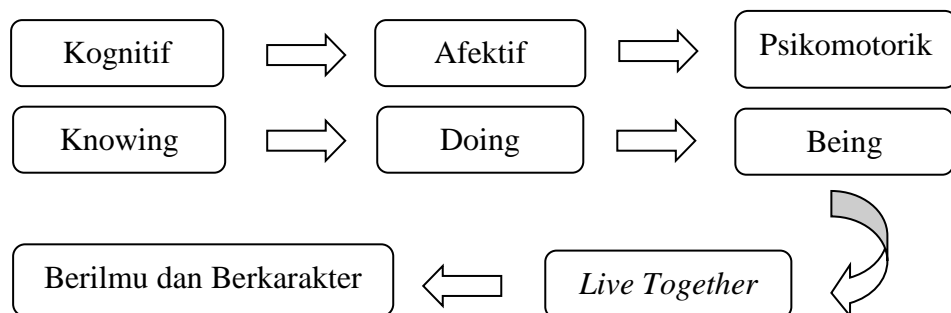 Kognitif
Afektif
Psikomotorik
Knowing
Doing
Being
Berilmu dan Berkarakter
Live Together